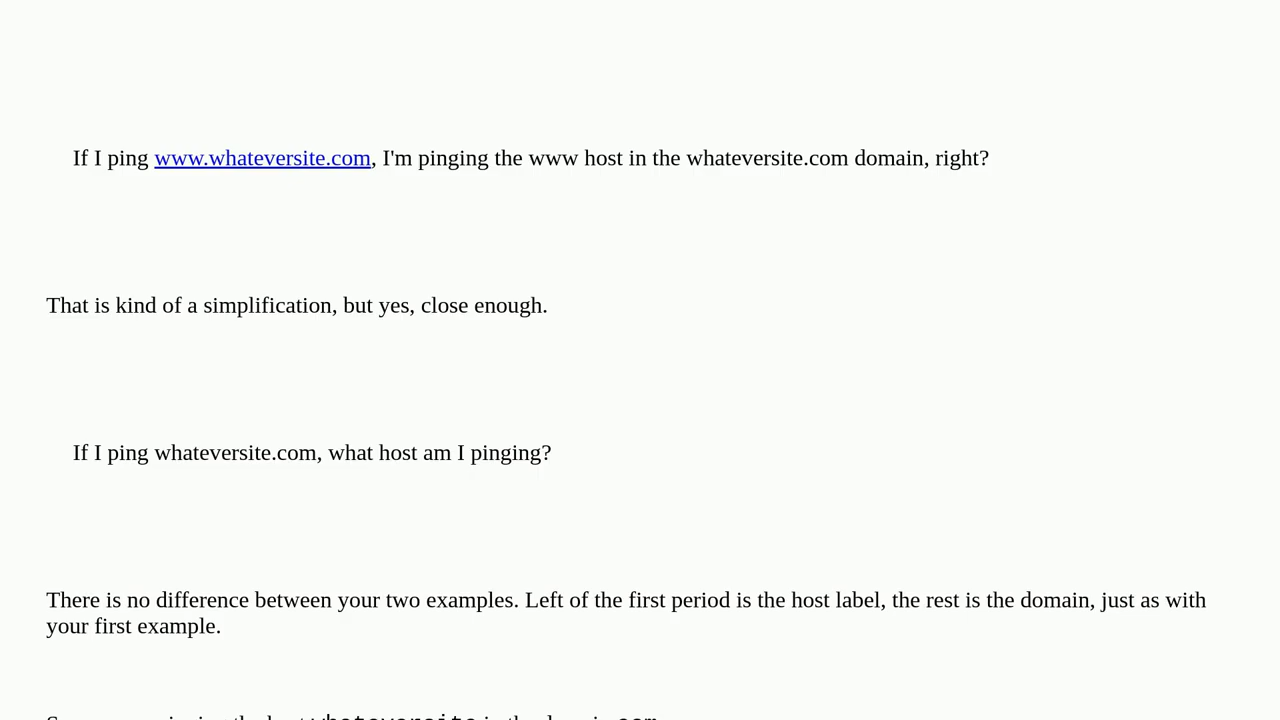 If I ping www.whateversite.com, I'm pinging the www host in the whateversite.com domain, right?
That is kind of a simplification, but yes, close enough.
If I ping whateversite.com, what host am I pinging?
There is no difference between your two examples. Left of the first period is the host label, the rest is the domain, just as with
your first example.